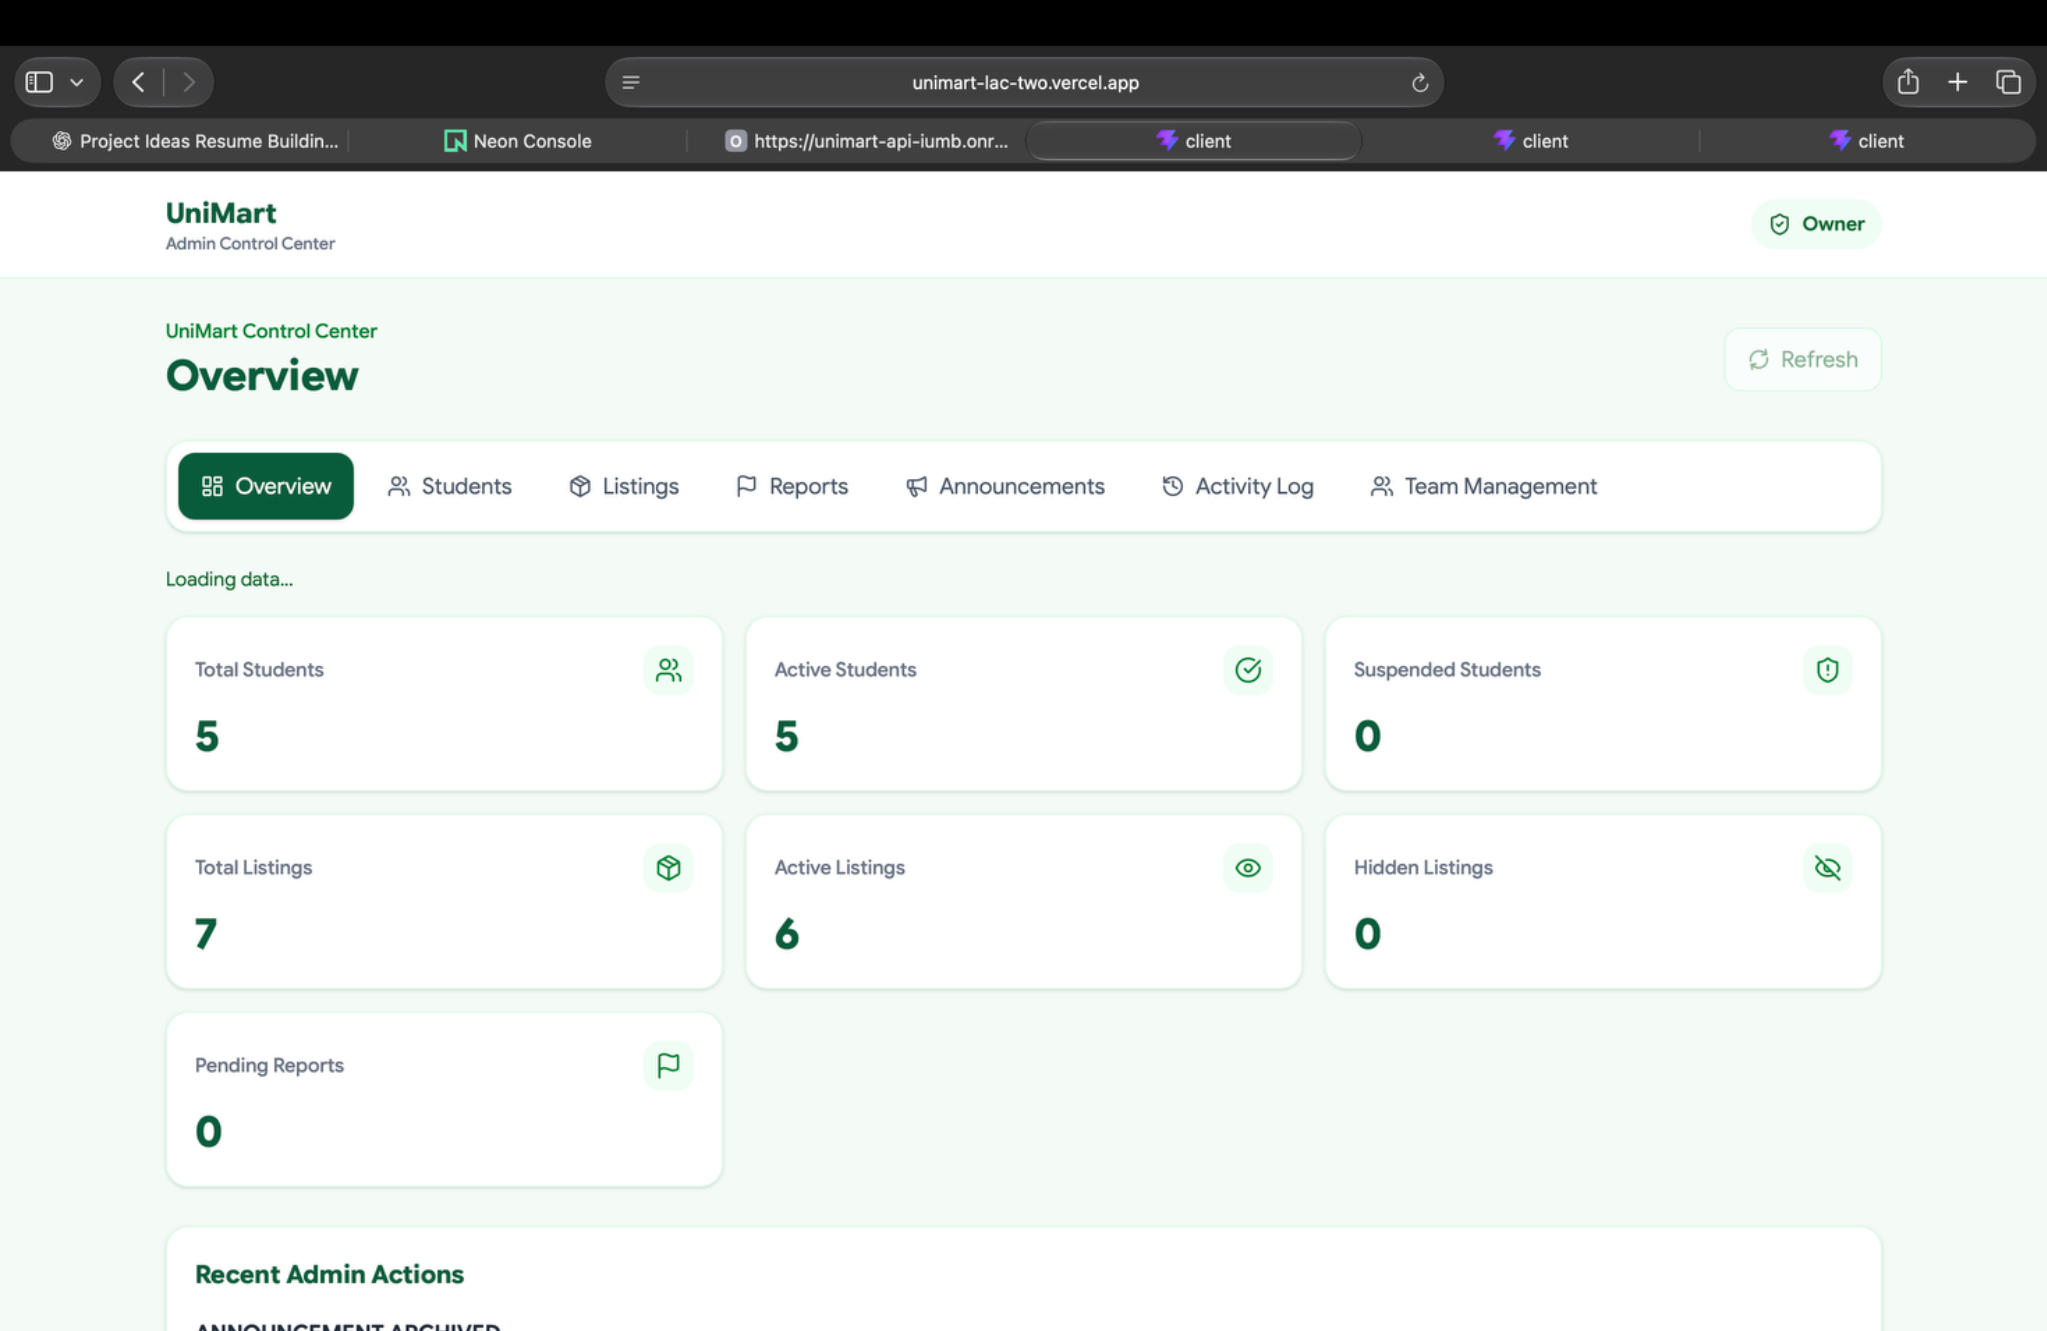 unimart-lac-two.vercel.app
Project Ideas Resume Buildin...
Neon Console
O https://unimart-api-iumb.onr...
client
client
client
UniMart
Admin Control Center
Owner
UniMart Control Center
Overview
Refresh
Overview
Students
Listings
Reports
Announcements
Activity Log
Team Management
Loading data...
Total Students
5
Active Students
5
Suspended Students
0
Total Listings
7
Active Listings
6
Hidden Listings
0
Pending Reports
0
Recent Admin Actions
ANNOUNCEMENT ARCHIVED